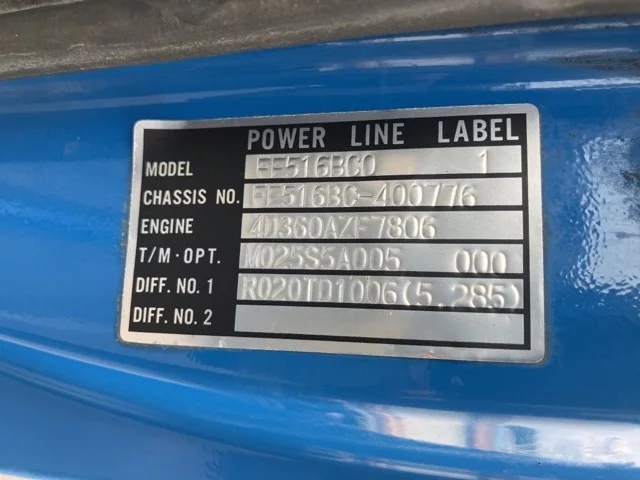 POWER LINE LABEL
MODEL FE516BC0 1
CHASSIS NO. FE516BC-400776
ENGINE 4D360AZF7806
T/M·OPT. M025S5A005 000
DIFF. NO. 1 R020TD1006(5.285)
DIFF. NO. 2